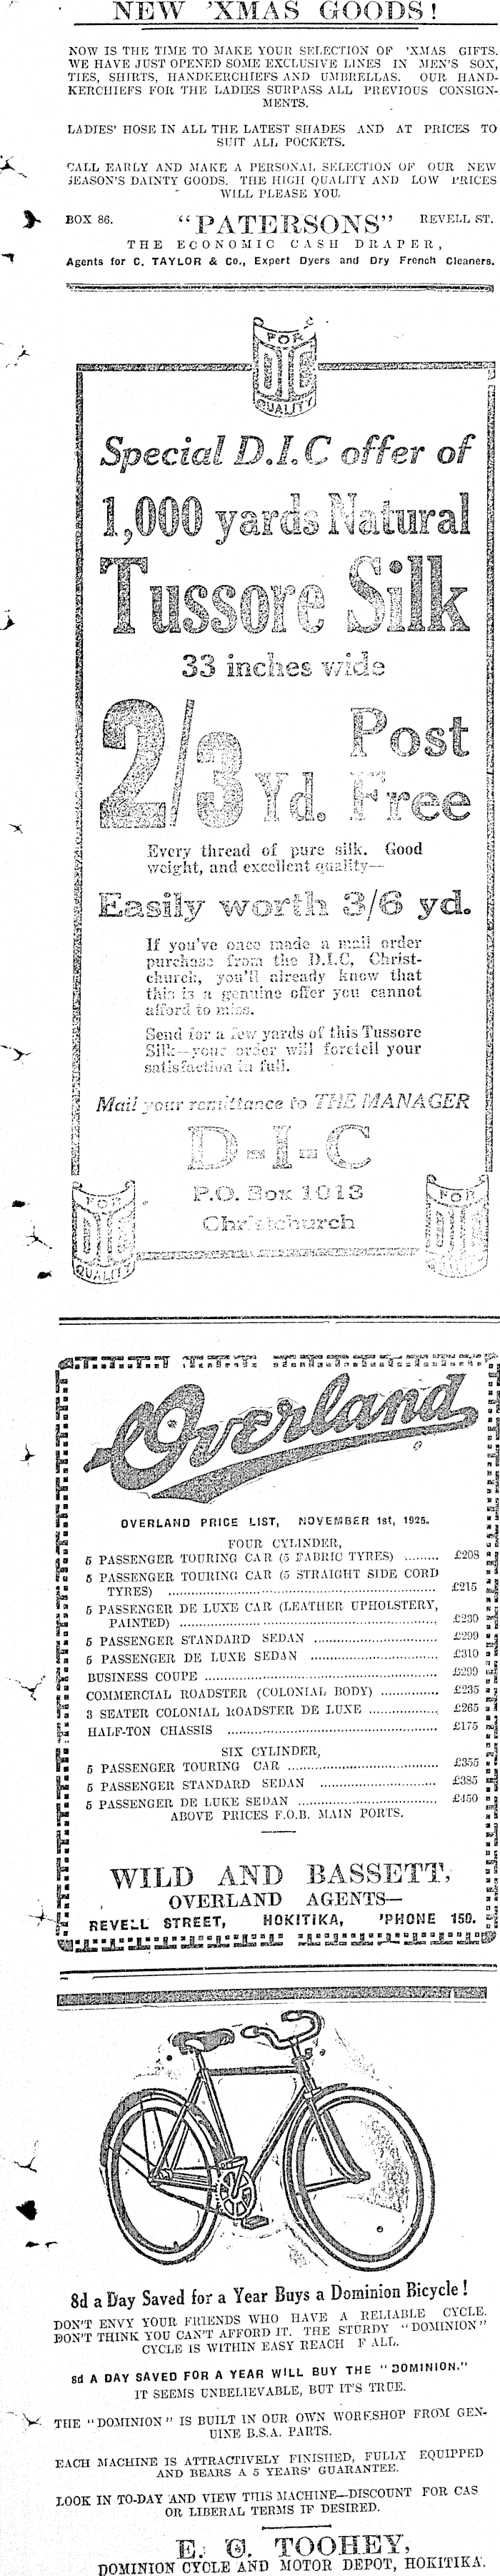 NEW 'XMAS GOODS!
NOW IS THE TIME TO MAKE YOUR SELECTION OF 'XMAS GIFTS.
WE HAVE JUST OPENED SOME EXCLUSIVE LINES IN MEN'S SOX,
TIES, SHIRTS, HANDKERCHIEFS AND UMBRELLAS. OUR HAND-
KERCHIEFS FOR THE LADIES SURPASS ALL PREVIOUS CONSIGN-
MENTS.
LADIES' HOSE IN ALL THE LATEST SHADES AND AT PRICES TO
SUIT ALL POCKETS.
CALL EARLY AND MAKE A PERSONAL SELECTION OF OUR NEW
SEASON'S DAINTY GOODS. THE HIGH QUALITY AND LOW PRICES
WILL PLEASE YOU.
BOX 86. "PATERSONS" REVELL ST.
THE ECONOMIC CASH DRAPER,
Agents for C. TAYLOR & Co., Expert Dyers and Dry French Cleaners.
FOR
DIC
QUALITY
Special D.I.C offer of
1,000 yards Natural
Tussore Silk
33 inches wide
2/3 Yd. Post Free
Every thread of pure silk. Good
weight, and excellent quality—
Easily worth 3/6 yd.
If you've once made a mail order
purchase from the D.I.C, Christ-
church, you'll already know that
this is a genuine offer you cannot
afford to miss.
Send for a few yards of this Tussore
Silk—your order will foretell your
satisfaction in full.
Mail your remittance to THE MANAGER
D-I-C
P.O. Box 1013
Christchurch
FOR
DIC
QUALITY
FOR
DIC
QUALITY
Overland
OVERLAND PRICE LIST, NOVEMBER 1st, 1925.
FOUR CYLINDER,
5 PASSENGER TOURING CAR (5 FABRIC TYRES) ......... £208
5 PASSENGER TOURING CAR (5 STRAIGHT SIDE CORD
TYRES) ............ £215
5 PASSENGER DE LUXE CAR (LEATHER UPHOLSTERY,
PAINTED) ............ £230
5 PASSENGER STANDARD SEDAN ............ £299
5 PASSENGER DE LUXE SEDAN ............ £310
BUSINESS COUPE ............ £299
COMMERCIAL ROADSTER (COLONIAL BODY) ............ £235
3 SEATER COLONIAL ROADSTER DE LUXE ............ £265
HALF-TON CHASSIS ............ £175
SIX CYLINDER,
5 PASSENGER TOURING CAR ............ £355
5 PASSENGER STANDARD SEDAN ............ £385
5 PASSENGER DE LUKE SEDAN ............ £450
ABOVE PRICES F.O.B. MAIN PORTS.
WILD AND BASSETT,
OVERLAND AGENTS—
REVELL STREET, HOKITIKA, 'PHONE 150.
8d a Day Saved for a Year Buys a Dominion Bicycle!
DON'T ENVY YOUR FRIENDS WHO HAVE A RELIABLE CYCLE.
DON'T THINK YOU CAN'T AFFORD IT. THE STURDY "DOMINION"
CYCLE IS WITHIN EASY REACH F ALL.
8d A DAY SAVED FOR A YEAR WILL BUY THE "DOMINION."
IT SEEMS UNBELIEVABLE, BUT IT'S TRUE.
THE "DOMINION" IS BUILT IN OUR OWN WORKSHOP FROM GEN-
UINE B.S.A. PARTS.
EACH MACHINE IS ATTRACTIVELY FINISHED, FULLY EQUIPPED
AND BEARS A 5 YEARS' GUARANTEE.
LOOK IN TO-DAY AND VIEW THIS MACHINE—DISCOUNT FOR CAS
OR LIBERAL TERMS IF DESIRED.
E. G. TOOHEY,
DOMINION CYCLE AND MOTOR DEPOT, HOKITIKA.